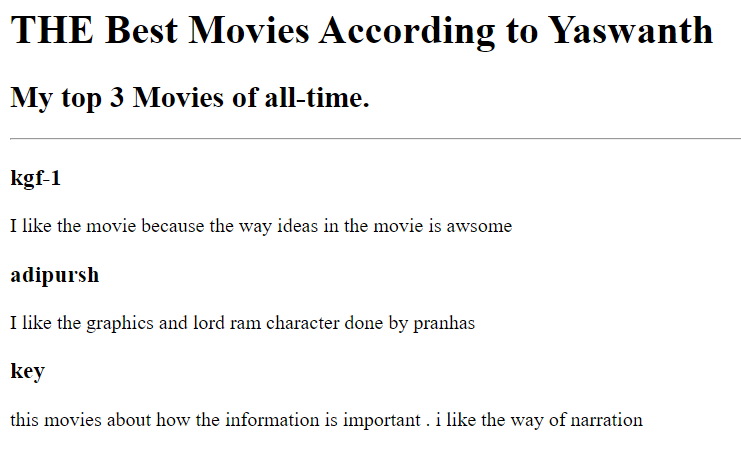 THE Best Movies According to Yaswanth
My top 3 Movies of all-time.
kgf-1
I like the movie because the way ideas in the movie is awsome
adipursh
I like the graphics and lord ram character done by pranhas
key
this movies about how the information is important . i like the way of narration